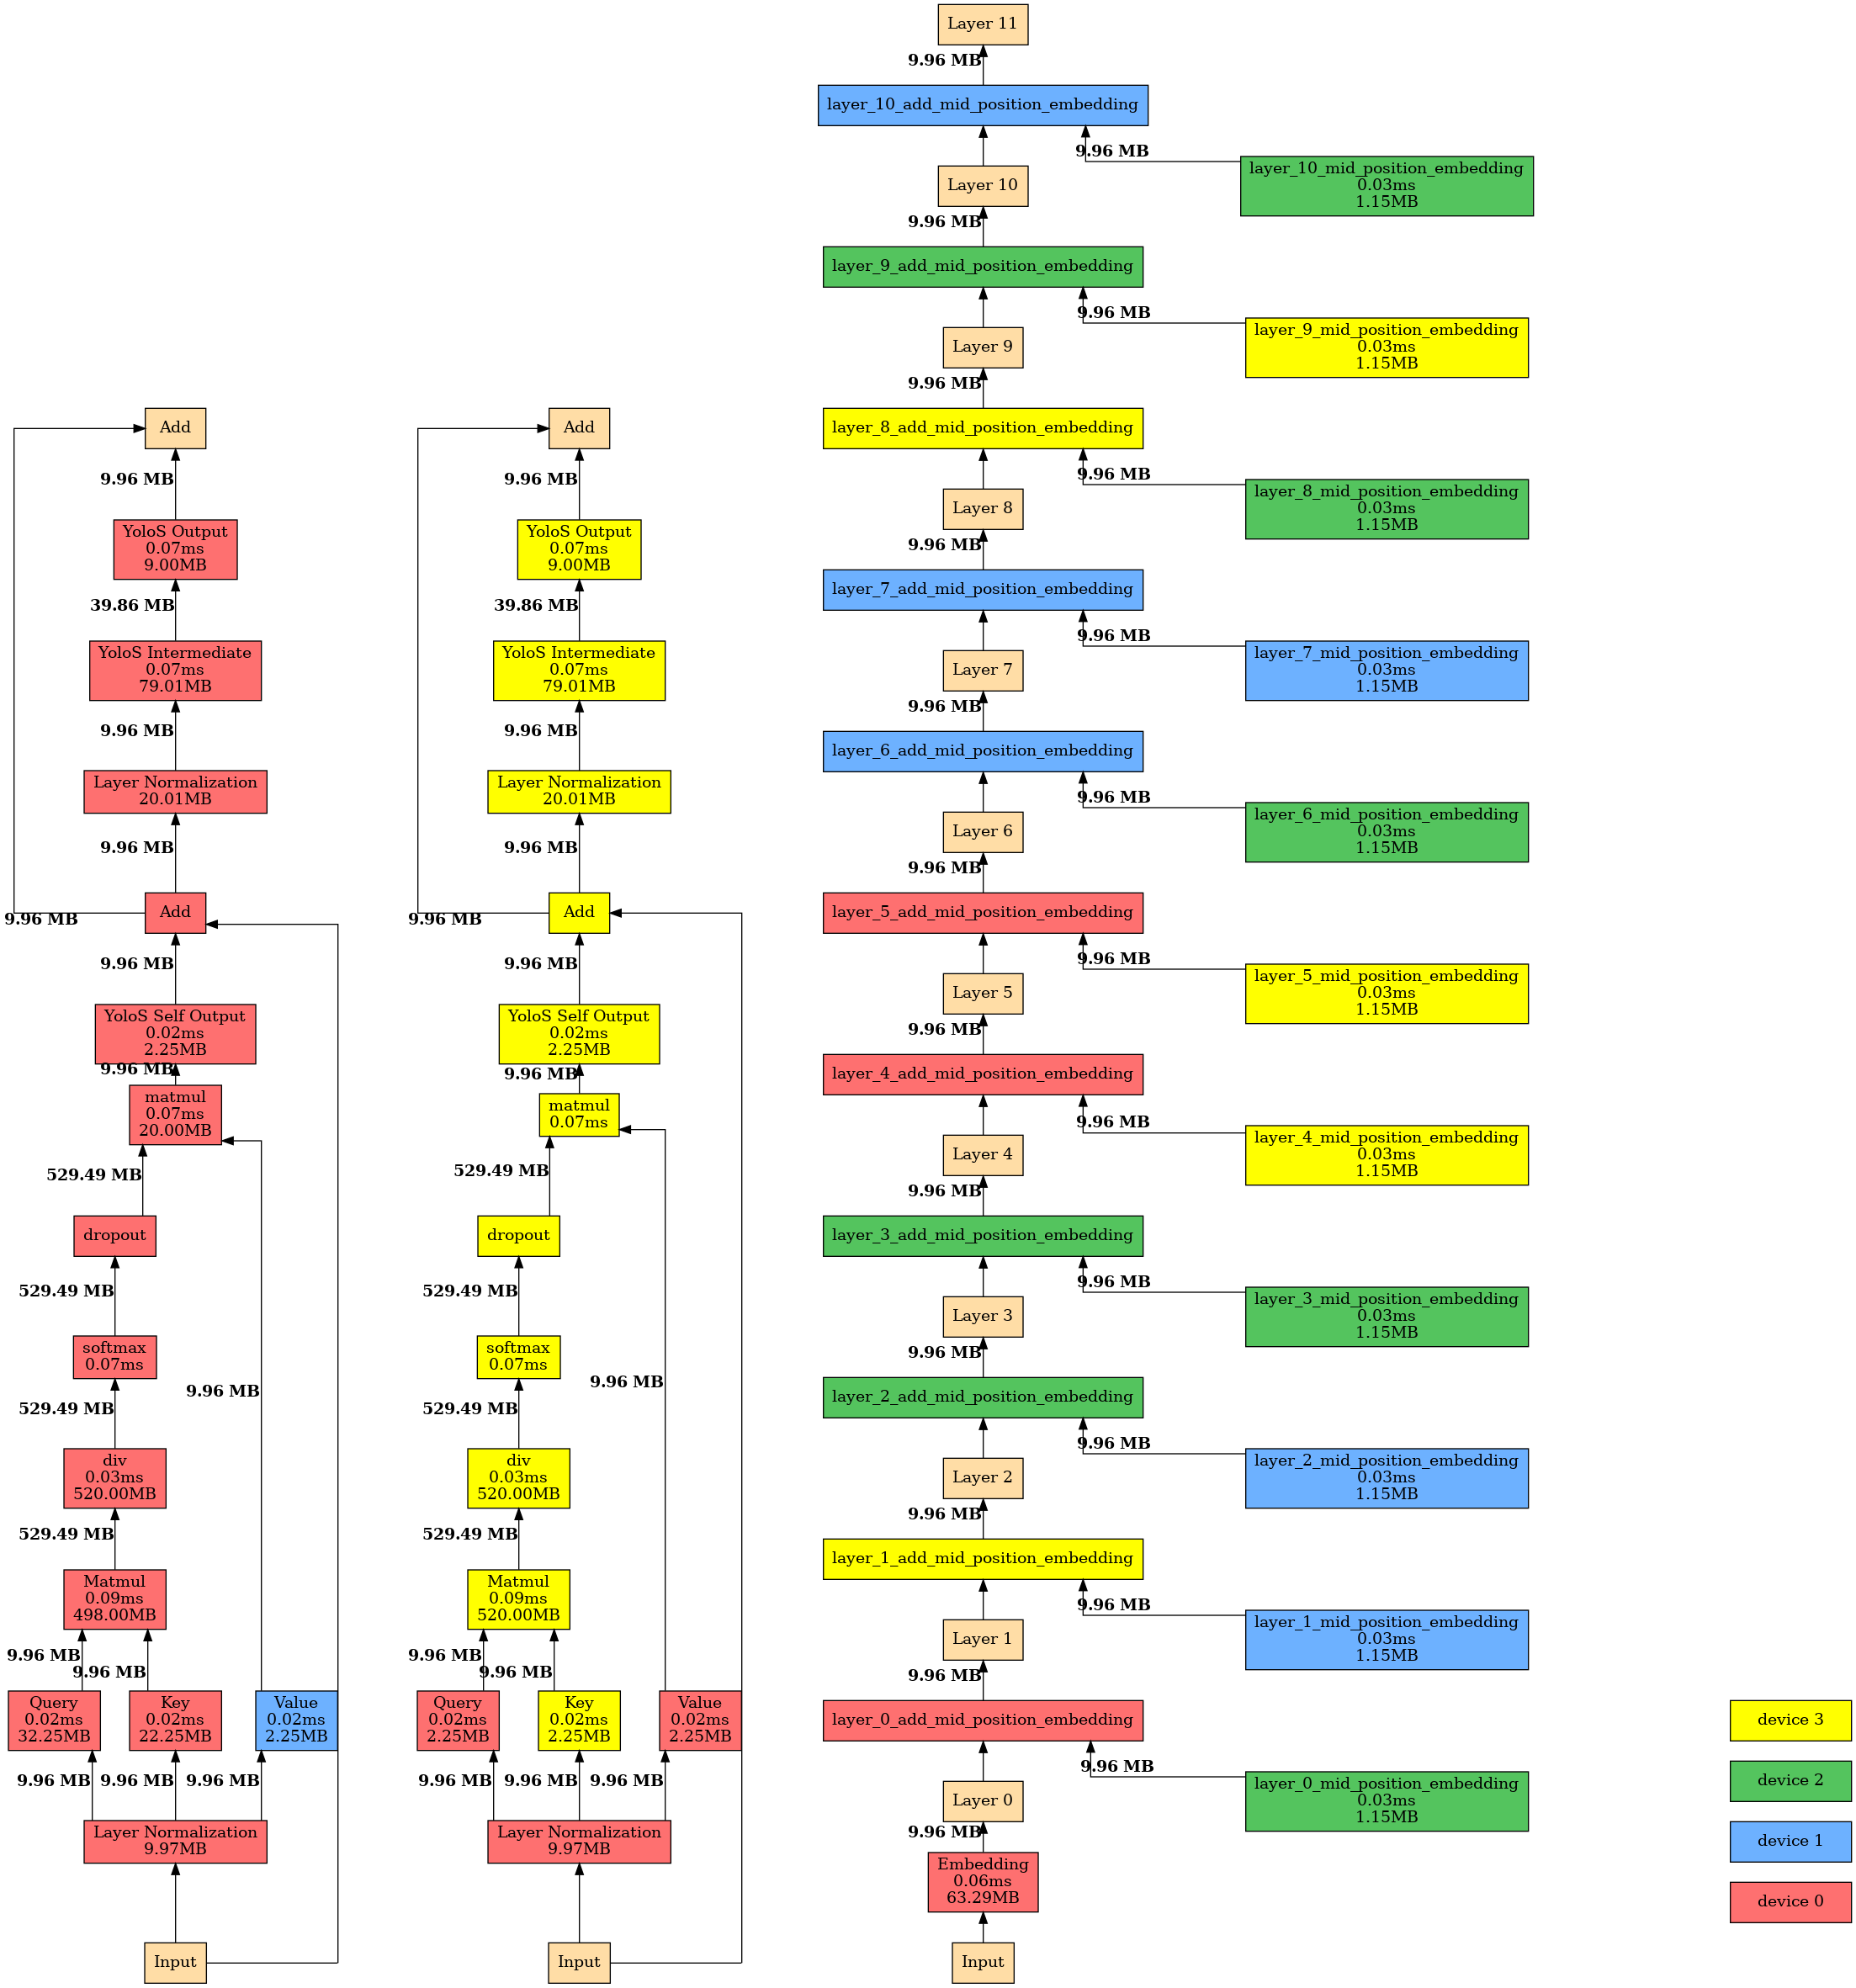 Add
9.96 MB
YoloS Output
0.07ms
9.00MB
39.86 MB
YoloS Intermediate
0.07ms
79.01MB
9.96 MB
Layer Normalization
20.01MB
9.96 MB
Add
9.96 MB
9.96 MB
YoloS Self Output
0.02ms
2.25MB
9.96 MB
matmul
0.07ms
20.00MB
529.49 MB
dropout
529.49 MB
softmax
0.07ms
9.96 MB
529.49 MB
div
0.03ms
520.00MB
529.49 MB
Matmul
0.09ms
498.00MB
9.96 MB
9.96 MB
Query
0.02ms
32.25MB
Key
0.02ms
22.25MB
Value
0.02ms
2.25MB
9.96 MB
9.96 MB
9.96 MB
Layer Normalization
9.97MB
Input
Add
9.96 MB
YoloS Output
0.07ms
9.00MB
39.86 MB
YoloS Intermediate
0.07ms
79.01MB
9.96 MB
Layer Normalization
20.01MB
9.96 MB
Add
9.96 MB
9.96 MB
YoloS Self Output
0.02ms
2.25MB
9.96 MB
matmul
0.07ms
529.49 MB
dropout
529.49 MB
softmax
0.07ms
9.96 MB
529.49 MB
div
0.03ms
520.00MB
529.49 MB
Matmul
0.09ms
520.00MB
9.96 MB
9.96 MB
Query
0.02ms
2.25MB
Key
0.02ms
2.25MB
Value
0.02ms
2.25MB
9.96 MB
9.96 MB
9.96 MB
Layer Normalization
9.97MB
Input
Layer 11
9.96 MB
layer_10_add_mid_position_embedding
9.96 MB
layer_10_mid_position_embedding
0.03ms
1.15MB
Layer 10
9.96 MB
layer_9_add_mid_position_embedding
9.96 MB
layer_9_mid_position_embedding
0.03ms
1.15MB
Layer 9
9.96 MB
layer_8_add_mid_position_embedding
9.96 MB
layer_8_mid_position_embedding
0.03ms
1.15MB
Layer 8
9.96 MB
layer_7_add_mid_position_embedding
9.96 MB
layer_7_mid_position_embedding
0.03ms
1.15MB
Layer 7
9.96 MB
layer_6_add_mid_position_embedding
9.96 MB
layer_6_mid_position_embedding
0.03ms
1.15MB
Layer 6
9.96 MB
layer_5_add_mid_position_embedding
9.96 MB
layer_5_mid_position_embedding
0.03ms
1.15MB
Layer 5
9.96 MB
layer_4_add_mid_position_embedding
9.96 MB
layer_4_mid_position_embedding
0.03ms
1.15MB
Layer 4
9.96 MB
layer_3_add_mid_position_embedding
9.96 MB
layer_3_mid_position_embedding
0.03ms
1.15MB
Layer 3
9.96 MB
layer_2_add_mid_position_embedding
9.96 MB
layer_2_mid_position_embedding
0.03ms
1.15MB
Layer 2
9.96 MB
layer_1_add_mid_position_embedding
9.96 MB
layer_1_mid_position_embedding
0.03ms
1.15MB
Layer 1
9.96 MB
layer_0_add_mid_position_embedding
9.96 MB
layer_0_mid_position_embedding
0.03ms
1.15MB
Layer 0
9.96 MB
Embedding
0.06ms
63.29MB
Input
device 3
device 2
device 1
device 0